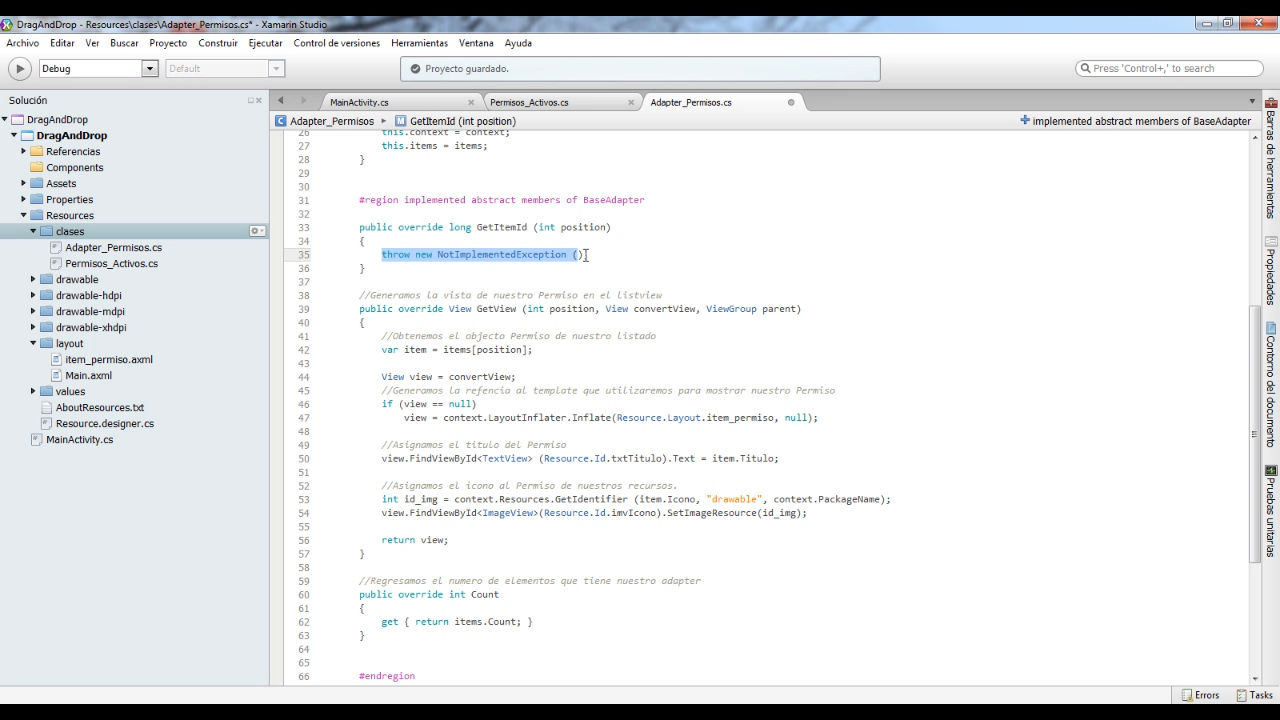 DragAndDrop - Resources\clases\Adapter_Permisos.cs* - Xamarin Studio
Archivo Editar Ver Buscar Proyecto Construir Ejecutar Control de versiones Herramientas Ventana Ayuda
Debug Default Proyecto guardado. Press 'Control+,' to search
Solución
MainActivity.cs Permisos_Activos.cs Adapter_Permisos.cs
Adapter_Permisos GetItemId (int position) implemented abstract members of BaseAdapter
DragAndDrop
DragAndDrop
Referencias
Components
Assets
Properties
Resources
clases
Adapter_Permisos.cs
Permisos_Activos.cs
drawable
drawable-hdpi
drawable-mdpi
drawable-xhdpi
layout
item_permiso.axml
Main.axml
values
AboutResources.txt
Resource.designer.cs
MainActivity.cs
26 this.context = context;
27 this.items = items;
28 }
29
30
31 #region implemented abstract members of BaseAdapter
32
33 public override long GetItemId (int position)
34 {
35 throw new NotImplementedException ()
36 }
37
38 //Generamos la vista de nuestro Permiso en el listview
39 public override View GetView (int position, View convertView, ViewGroup parent)
40 {
41 //Obtenemos el objecto Permiso de nuestro listado
42 var item = items[position];
43
44 View view = convertView;
45 //Generamos la refencia al template que utilizaremos para mostrar nuestro Permiso
46 if (view == null)
47 view = context.LayoutInflater.Inflate(Resource.Layout.item_permiso, null);
48
49 //Asignamos el titulo del Permiso
50 view.FindViewById<TextView> (Resource.Id.txtTitulo).Text = item.Titulo;
51
52 //Asignamos el icono al Permiso de nuestros recursos.
53 int id_img = context.Resources.GetIdentifier (item.Icono, "drawable", context.PackageName);
54 view.FindViewById<ImageView>(Resource.Id.imvIcono).SetImageResource(id_img);
55
56 return view;
57 }
58
59 //Regresamos el numero de elementos que tiene nuestro adapter
60 public override int Count
61 {
62 get { return items.Count; }
63 }
64
65
66 #endregion
Barras de herramientas
Propiedades
Contorno de documento
Pruebas unitarias
Errors Tasks